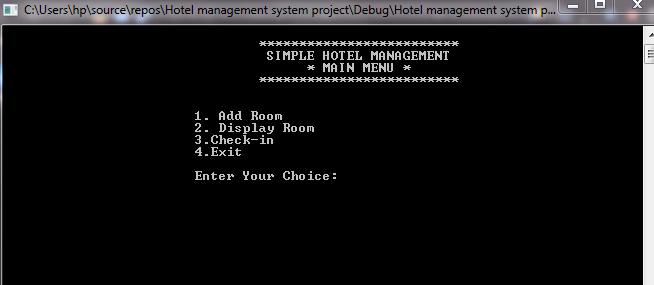 C:\Users\hp\source\repos\Hotel management system project\Debug\Hotel management system p...
*************************
SIMPLE HOTEL MANAGEMENT
* MAIN MENU *
*************************
1. Add Room
2. Display Room
3.Check-in
4.Exit
Enter Your Choice: